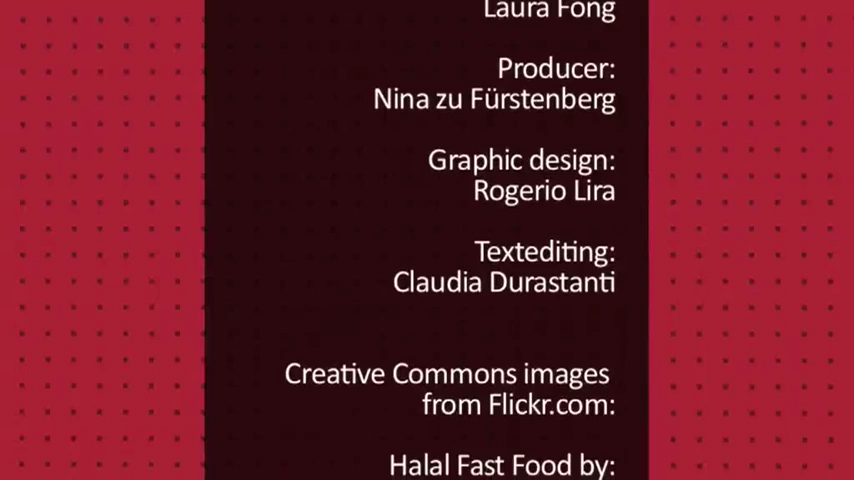 Laura Fong
Producer:
Nina zu Fürstenberg
Graphic design:
Rogerio Lira
Textediting:
Claudia Durastanti
Creative Commons images
from Flickr.com:
Halal Fast Food by: